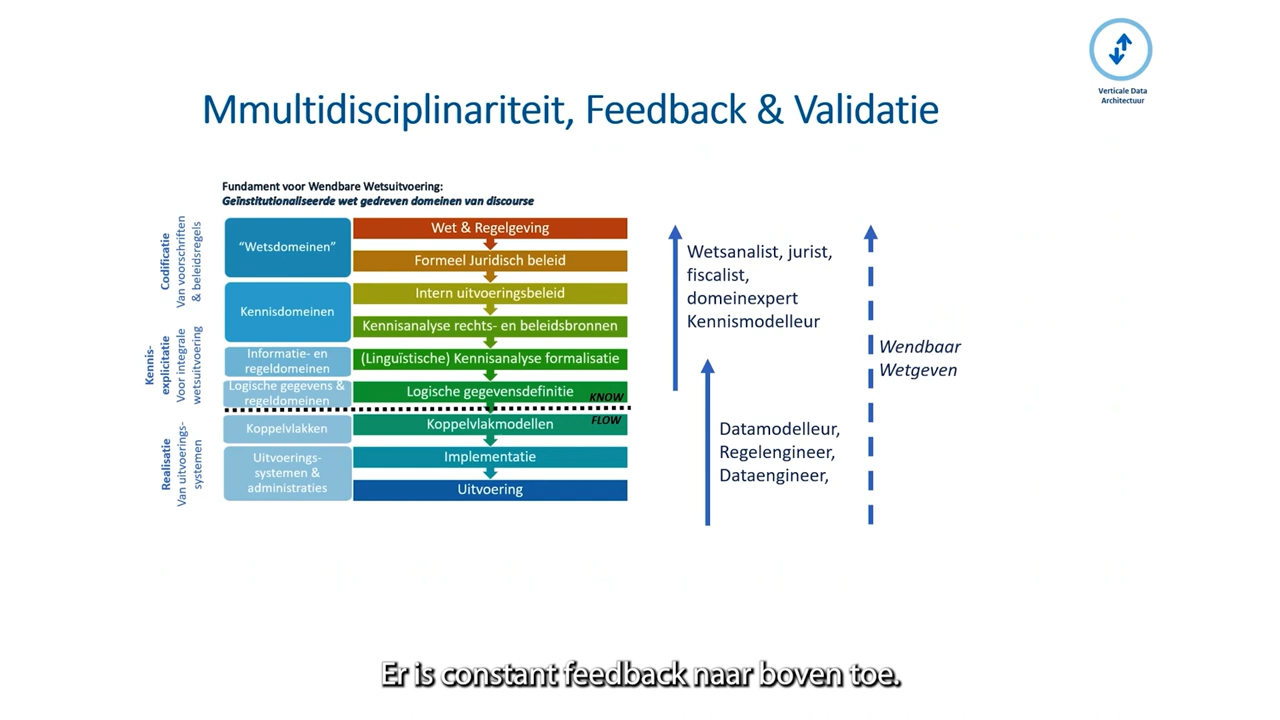 Verticale Data
Architectuur
Mmultidisciplinariteit, Feedback & Validatie
Fundament voor Wendbare Wetsuitvoering:
Geïnstitutionaliseerde wet gedreven domeinen van discourse
Codificatie
Van voorschriften
& beleidsregels
Kennis-
explicitatie
Voor integrale
wetsuitvoering
Realisatie
Van uitvoerings-
systemen
"Wetsdomeinen"
Kennisdomeinen
Informatie- en
regeldomeinen
Logische gegevens &
regeldomeinen
Koppelvlakken
Uitvoerings-
systemen &
administraties
Wet & Regelgeving
Formeel Juridisch beleid
Intern uitvoeringsbeleid
Kennisanalyse rechts- en beleidsbronnen
(Linguïstische) Kennisanalyse formalisatie
Logische gegevensdefinitie
KNOW
FLOW
Koppelvlakmodellen
Implementatie
Uitvoering
Wetsanalist, jurist,
fiscalist,
domeinexpert
Kennismodelleur
Datamodelleur,
Regelengineer,
Dataengineer,
Wendbaar
Wetgeven
Er is constant feedback naar boven toe.